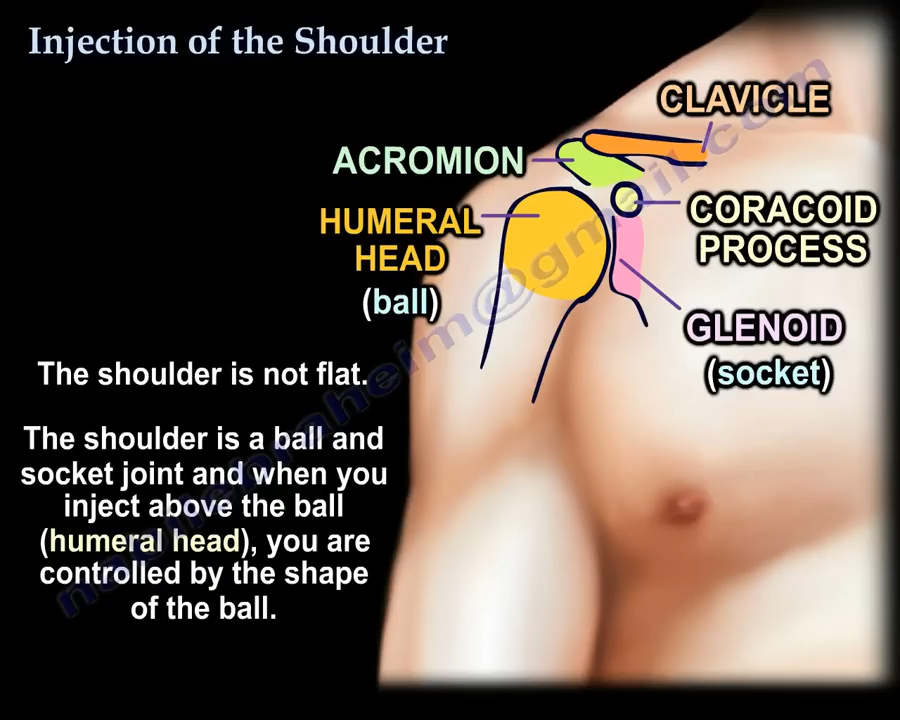 Injection of the Shoulder
CLAVICLE
ACROMION
HUMERAL
HEAD
(ball)
CORACOID
PROCESS
GLENOID
(socket)
The shoulder is not flat.
The shoulder is a ball and
socket joint and when you
inject above the ball
(humeral head), you are
controlled by the shape
of the ball.